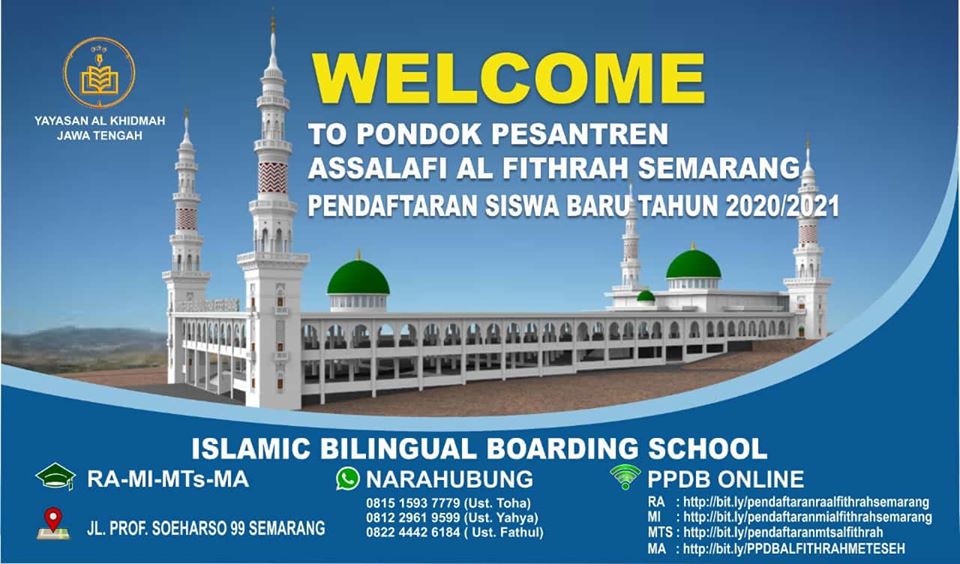 YAYASAN AL KHIDMAH
JAWA TENGAH
WELCOME
TO PONDOK PESANTREN
ASSALAFI AL FITHRAH SEMARANG
PENDAFTARAN SISWA BARU TAHUN 2020/2021
ISLAMIC BILINGUAL BOARDING SCHOOL
RA-MI-MTs-MA
JL. PROF. SOEHARSO 99 SEMARANG
NARAHUBUNG
0815 1593 7779 (Ust. Toha)
0812 2961 9599 (Ust. Yahya)
0822 4442 6184 ( Ust. Fathul)
PPDB ONLINE
RA : http://bit.ly/pendaftaranraalfithrahsemarang
MI : http://bit.ly/pendaftaranmialfithrahsemarang
MTS : http://bit.ly/pendaftaranmtsalfithrah
MA : http://bit.ly/PPDBALFITHRAHMETESEH